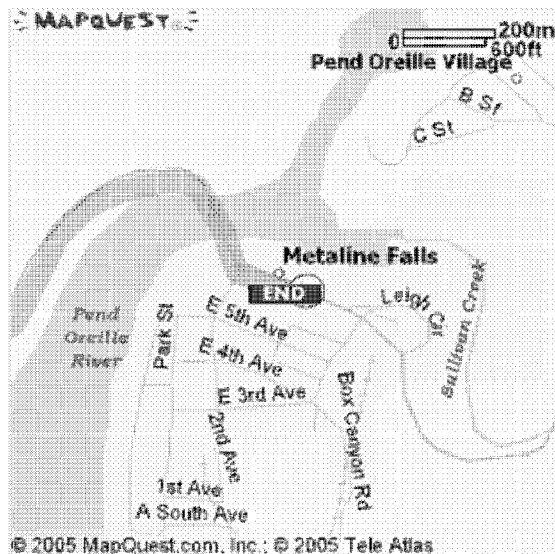 MAPQUEST
0 200m
600ft
Pend Oreille Village
B St
C St
Metaline Falls
END
Leigh Cir
Sullivan Creek
Pend
Oreille
River
Park St
E 5th Ave
E 4th Ave
E 3rd Ave
2nd Ave
Box Canyon Rd
1st Ave
A South Ave
© 2005 MapQuest.com, Inc.; © 2005 Tele Atlas